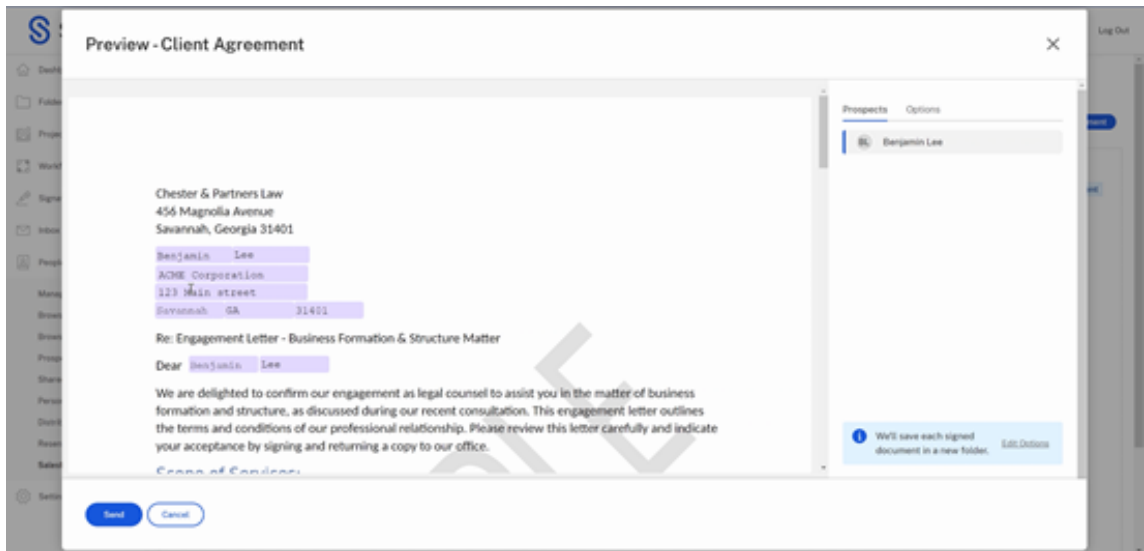 S
Preview - Client Agreement
Log Out
Prospects Options
BL Benjamin Lee
Chester & Partners Law
456 Magnolia Avenue
Savannah, Georgia 31401
Benjamin Lee
ACME Corporation
123 Main street
Savannah GA 31401
Re: Engagement Letter - Business Formation & Structure Matter
Dear Benjamin Lee
We are delighted to confirm our engagement as legal counsel to assist you in the matter of business
formation and structure, as discussed during our recent consultation. This engagement letter outlines
the terms and conditions of our professional relationship. Please review this letter carefully and indicate
your acceptance by signing and returning a copy to our office.
Scope of Services:
We'll save each signed
document in a new folder.
Edit Options
Send Cancel